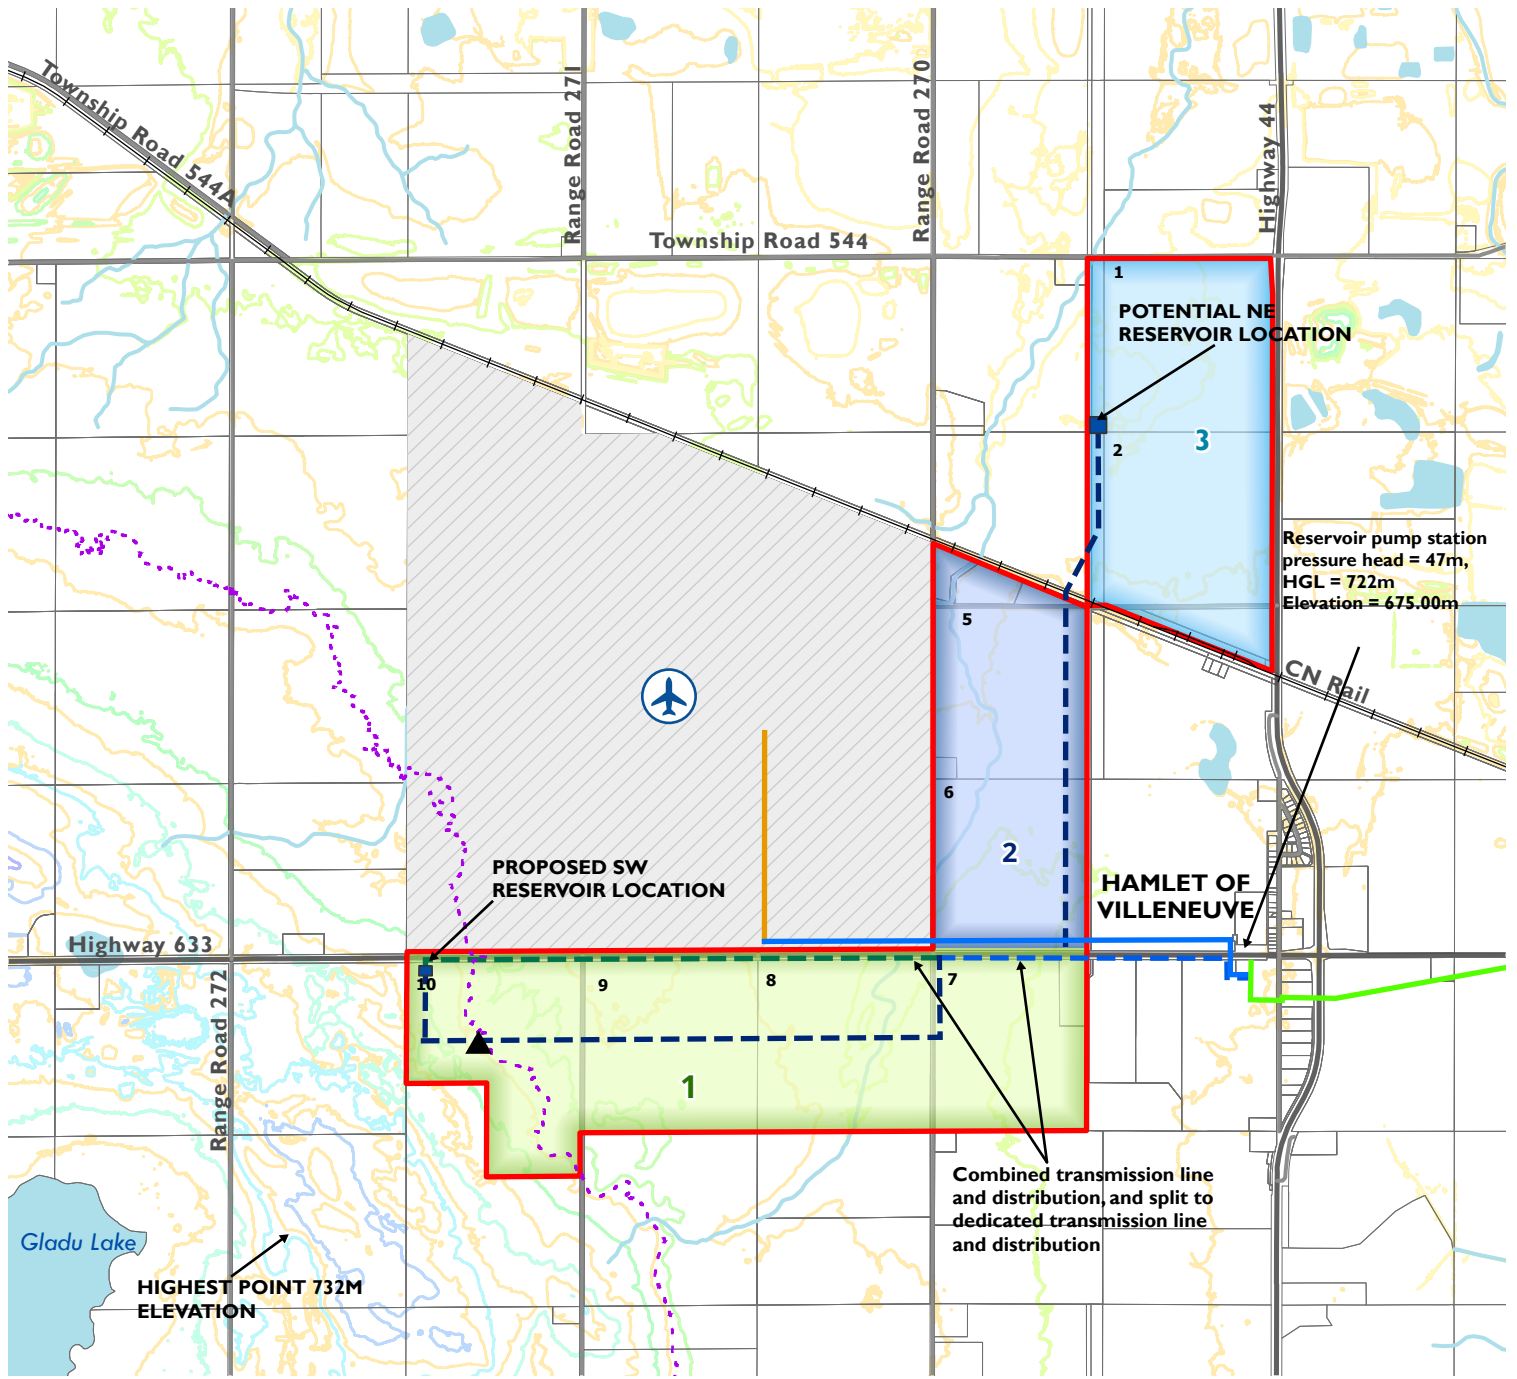 Township Road 544A
Range Road 271
Range Road 270
Highway 44
Township Road 544
1
POTENTIAL NE
RESERVOIR LOCATION
2
3
Reservoir pump station
pressure head = 47m,
HGL = 722m
Elevation = 675.00m
5
CN Rail
6
2
PROPOSED SW
RESERVOIR LOCATION
HAMLET OF
VILLENEUVE
Highway 633
10
9
8
7
Range Road 272
1
Combined transmission line
and distribution, and split to
dedicated transmission line
and distribution
Gladu Lake
HIGHEST POINT 732M
ELEVATION